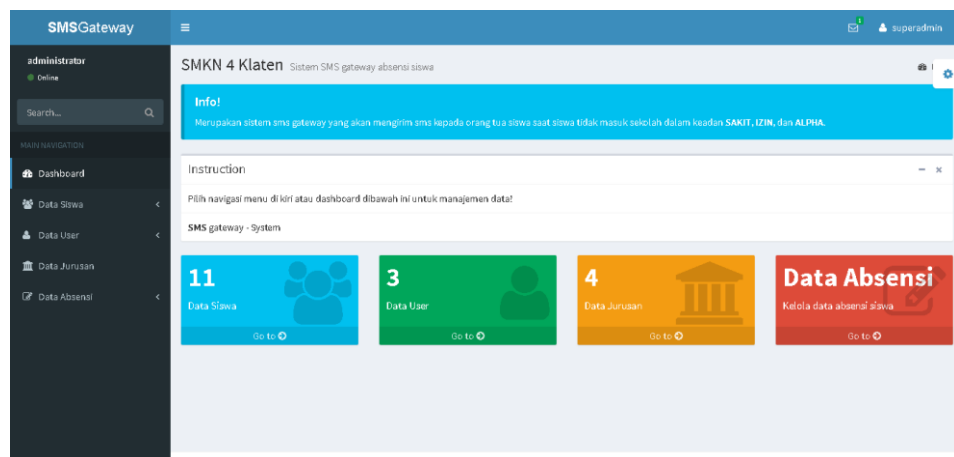 SMSGateway
1
superadmin
administrator
Online
Search...
MAIN NAVIGATION
Dashboard
Data Siswa
Data User
Data Jurusan
Data Absensi
SMKN 4 Klaten Sistem SMS gateway absensi siswa
Info!
Merupakan sistem sms gateway yang akan mengirim sms kepada orang tua siswa saat siswa tidak masuk sekolah dalam keadan SAKIT, IZIN, dan ALPHA.
Instruction
Pilih navigasi menu di kiri atau dashboard dibawah ini untuk manajemen data!
SMS gateway - System
11
Data Siswa
Go to
3
Data User
Go to
4
Data Jurusan
Go to
Data Absensi
Kelola data absensi siswa
Go to